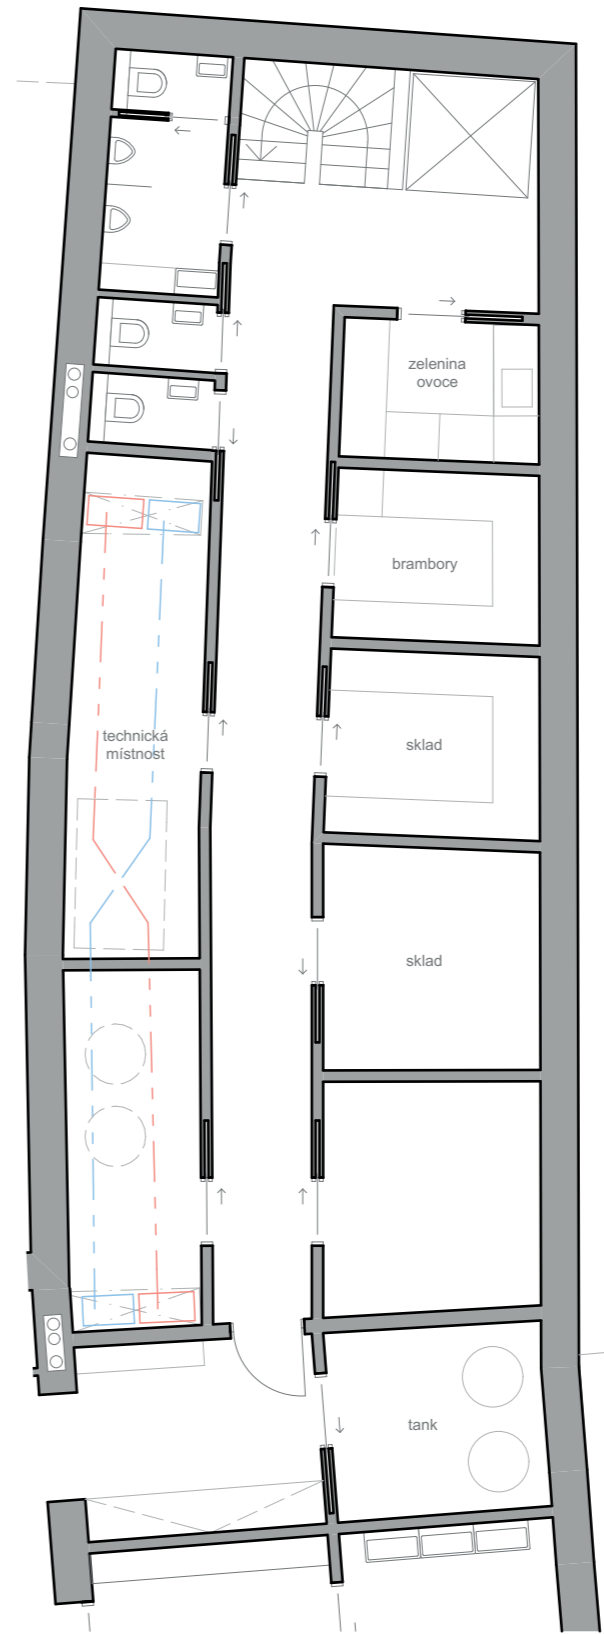 zelenina
ovoce
brambory
technická
místnost
sklad
sklad
tank